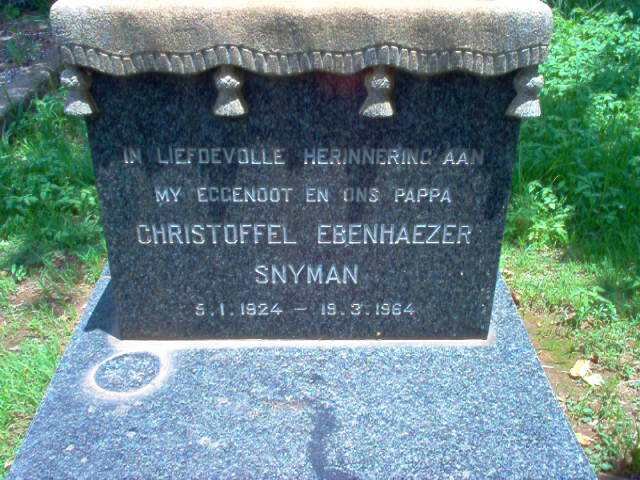 IN LIEFDEVOLLE HERINNERING AAN
MY EGGENOOT EN ONS PAPPA
CHRISTOFFEL EBENHAEZER
SNYMAN
5.1.1924 – 19.3.1964